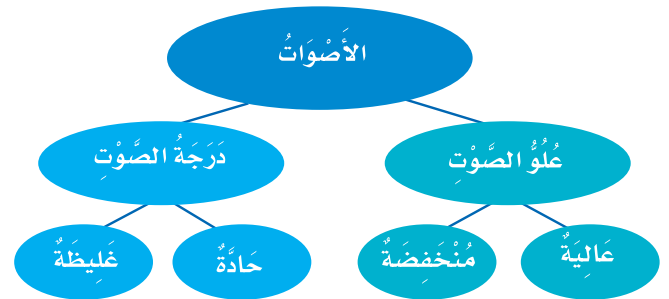 الأَصْوَاتُ
عُلُوُّ الصَّوْتِ
دَرَجَةُ الصَّوْتِ
عَالِيَةٌ
مُنْخَفِضَةٌ
حَادَّةٌ
غَلِيظَةٌ